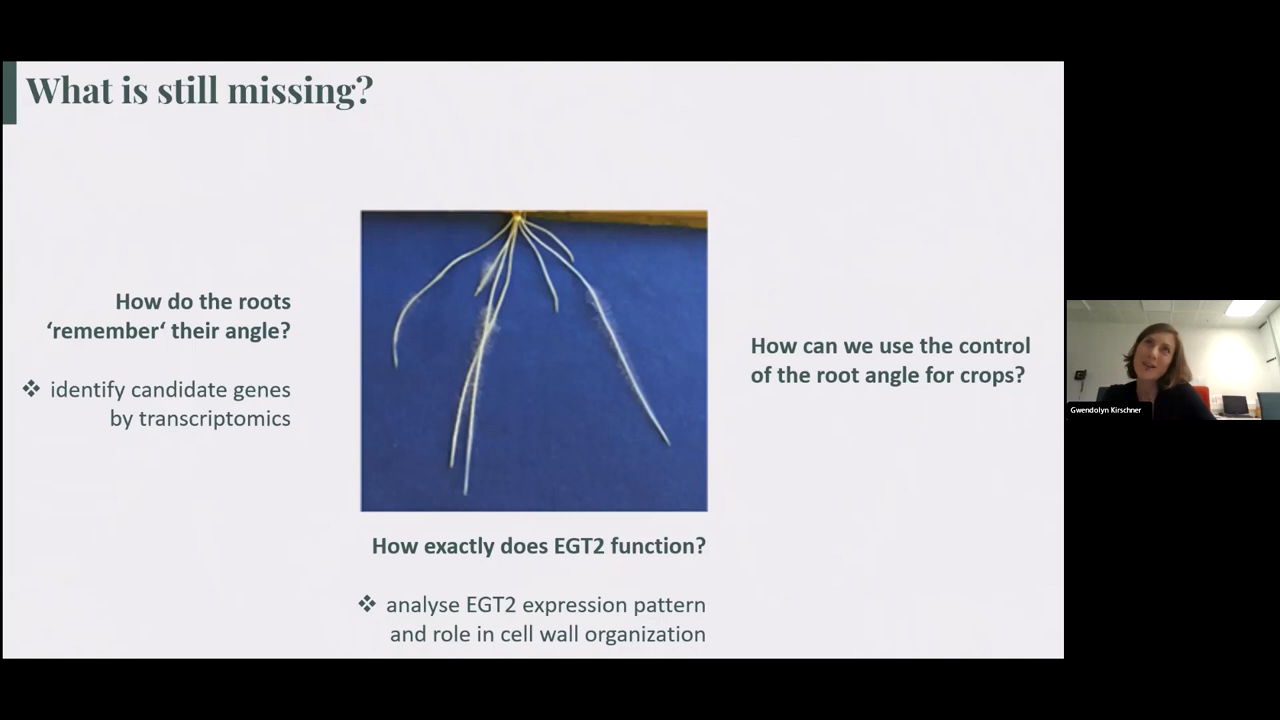 What is still missing?
How do the roots
‘remember‘ their angle?
❖ identify candidate genes
by transcriptomics
How can we use the control
of the root angle for crops?
How exactly does EGT2 function?
❖ analyse EGT2 expression pattern
and role in cell wall organization
Gwendolyn Kirschner